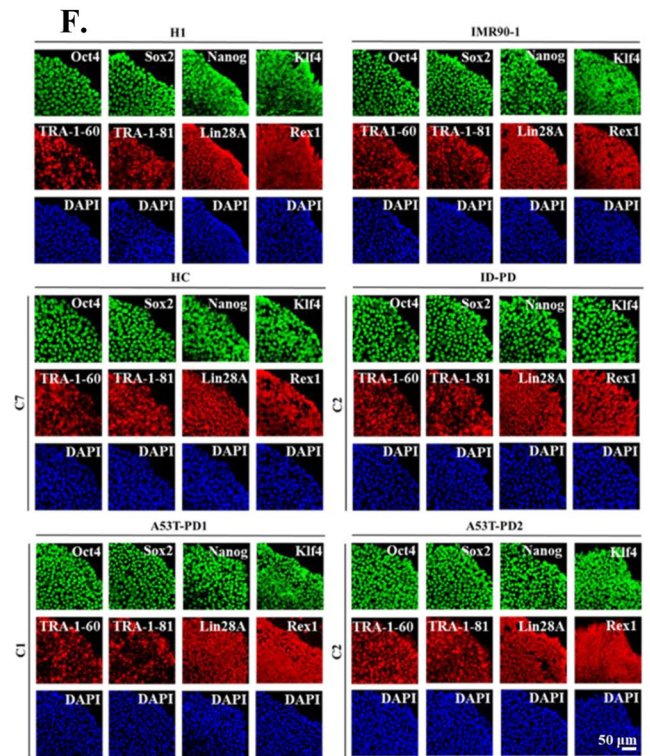 F.
H1
Oct4 Sox2 Nanog Klf4
TRA-1-60 TRA-1-81 Lin28A Rex1
DAPI DAPI DAPI DAPI
IMR90-1
Oct4 Sox2 Nanog Klf4
TRA1-60 TRA-1-81 Lin28A Rex1
DAPI DAPI DAPI DAPI
HC
C7
Oct4 Sox2 Nanog Klf4
TRA-1-60 TRA-1-81 Lin28A Rex1
DAPI DAPI DAPI DAPI
ID-PD
C2
Oct4 Sox2 Nanog Klf4
TRA-1-60 TRA-1-81 Lin28A Rex1
DAPI DAPI DAPI DAPI
A53T-PD1
C1
Oct4 Sox2 Nanog Klf4
TRA-1-60 TRA-1-81 Lin28A Rex1
DAPI DAPI DAPI DAPI
A53T-PD2
C2
Oct4 Sox2 Nanog Klf4
TRA-1-60 TRA-1-81 Lin28A Rex1
DAPI DAPI DAPI DAPI
50 µm